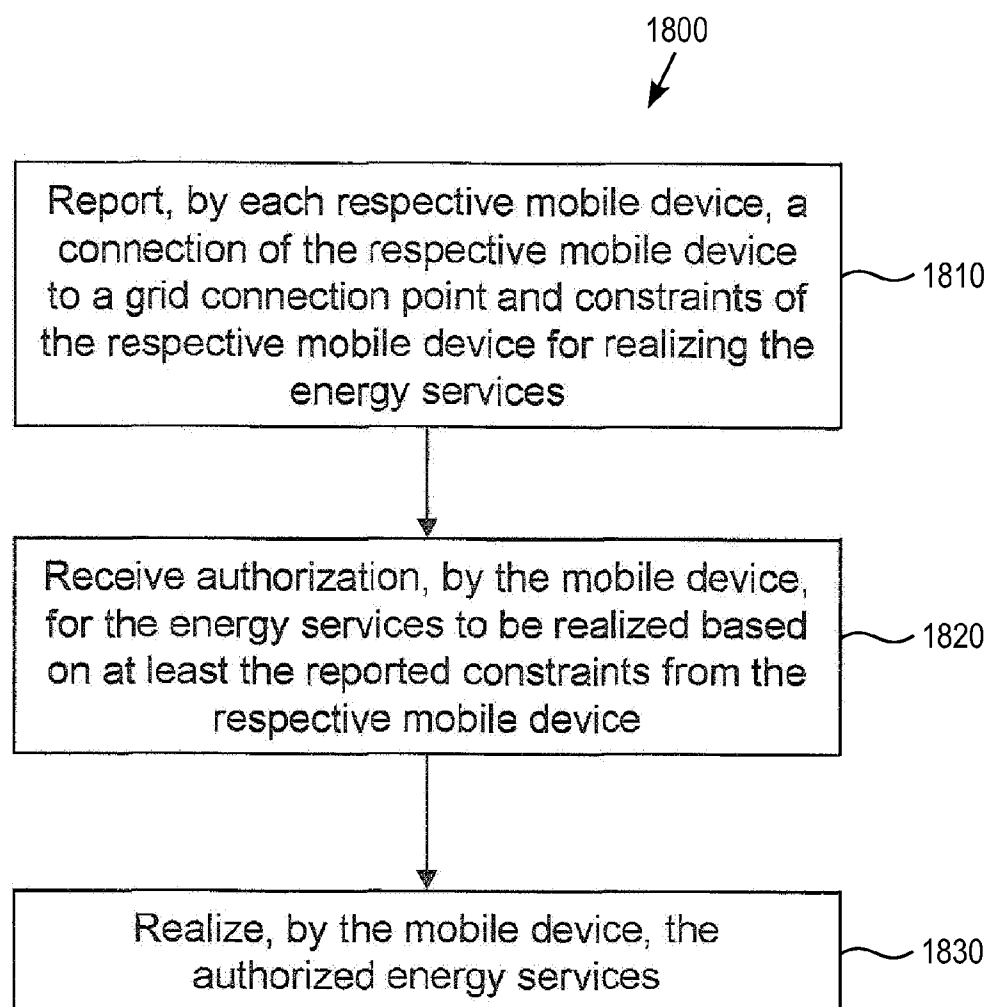 1800
Report, by each respective mobile device, a
connection of the respective mobile device
to a grid connection point and constraints of
the respective mobile device for realizing the
energy services
1810
Receive authorization, by the mobile device,
for the energy services to be realized based
on at least the reported constraints from the
respective mobile device
1820
Realize, by the mobile device, the
authorized energy services
1830